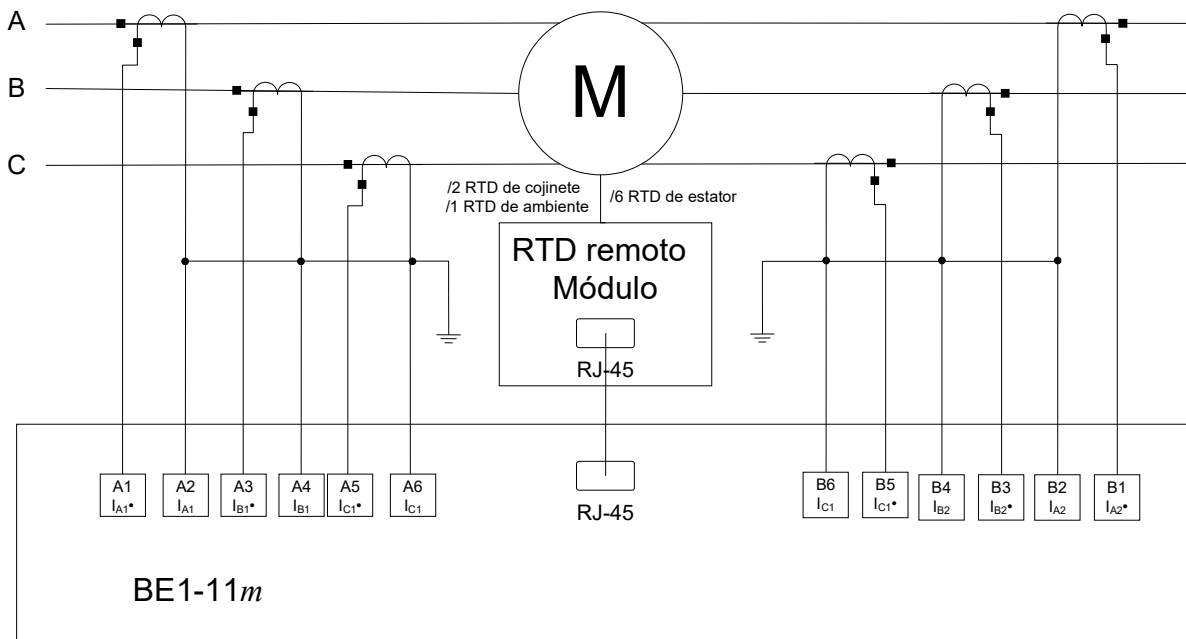 A
B
C
M
/2 RTD de cojinete
/1 RTD de ambiente
/6 RTD de estator
RTD remoto
Módulo
RJ-45
A1
IA1•
A2
IA1
A3
IB1•
A4
IB1
A5
IC1•
A6
IC1
RJ-45
B6
IC1
B5
IC1•
B4
IB2
B3
IB2•
B2
IA2
B1
IA2•
BE1-11m